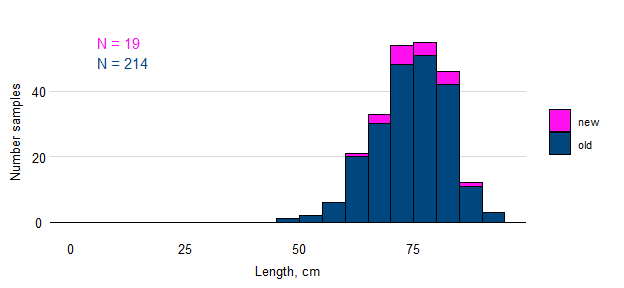 N = 19
N = 214
Number samples
40
20
0
0 25 50 75
Length, cm
new
old